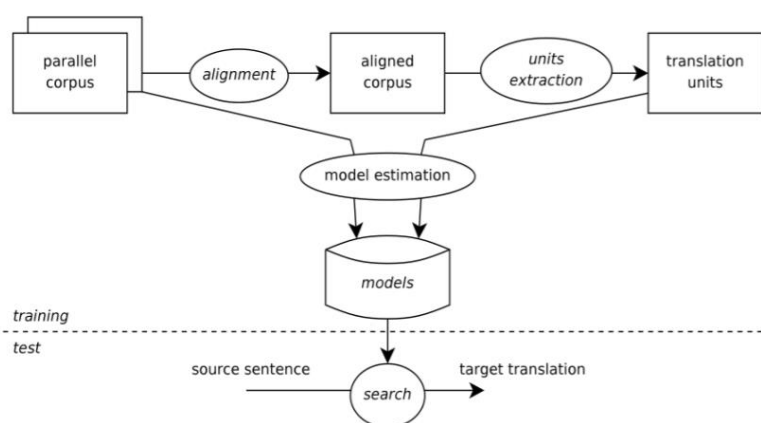 parallel
corpus
alignment
aligned
corpus
units
extraction
translation
units
model estimation
models
training
test
source sentence
target translation
search